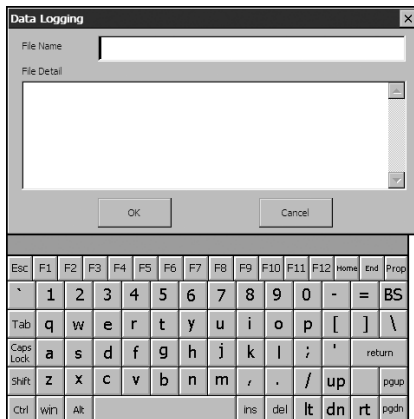 Data Logging ×
File Name
File Detail
OK Cancel
Esc F1 F2 F3 F4 F5 F6 F7 F8 F9 F10 F11 F12 Home End Prop
` 1 2 3 4 5 6 7 8 9 0 - = BS
Tab q w e r t y u i o p [ ] \
Caps Lock a s d f g h j k l ; ' return
Shift z x c v b n m , . / up pgup
Ctrl win Alt ins del lt dn rt pgdn